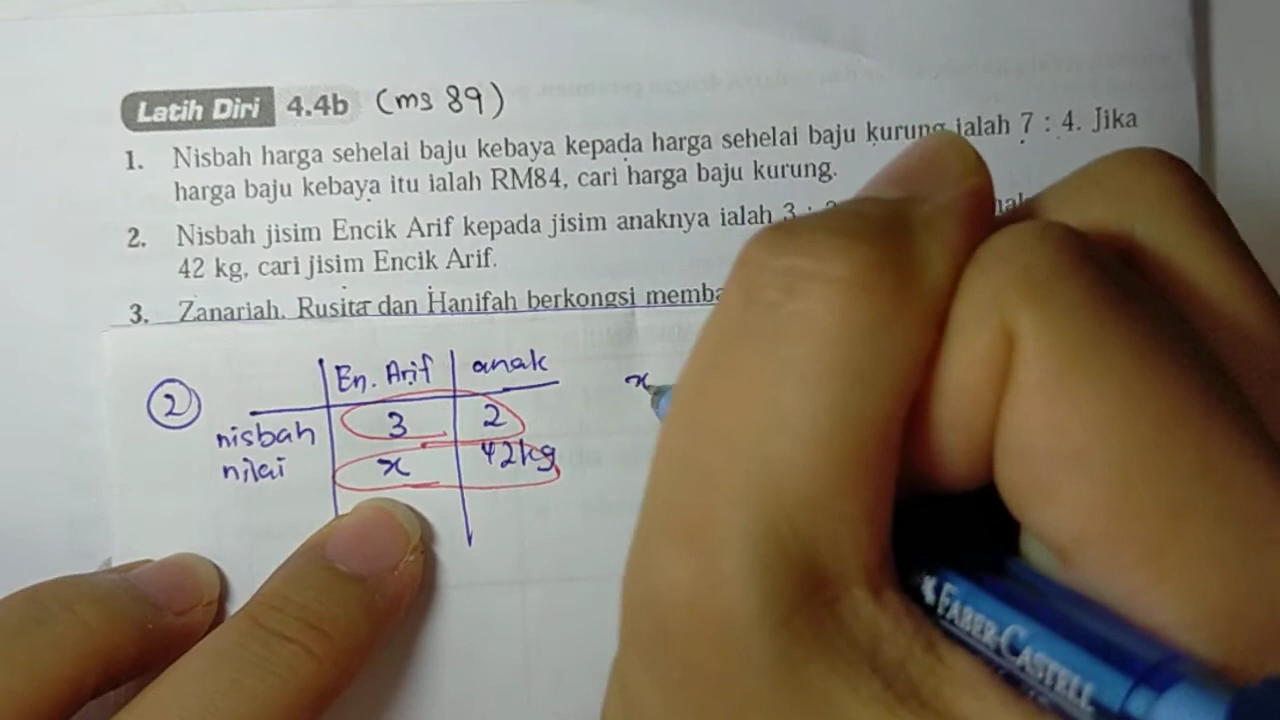 Latih Diri 4.4b (ms 89)
1. Nisbah harga sehelai baju kebaya kepada harga sehelai baju kurung ialah 7 : 4. Jika
harga baju kebaya itu ialah RM84, cari harga baju kurung.
2. Nisbah jisim Encik Arif kepada jisim anaknya ialah 3 :
42 kg, cari jisim Encik Arif.
3. Zanariah, Rusita dan Hanifah berkongsi
2 En. Arif anak
nisbah 3 2
nilai x 42kg
x
FABER-CASTELL